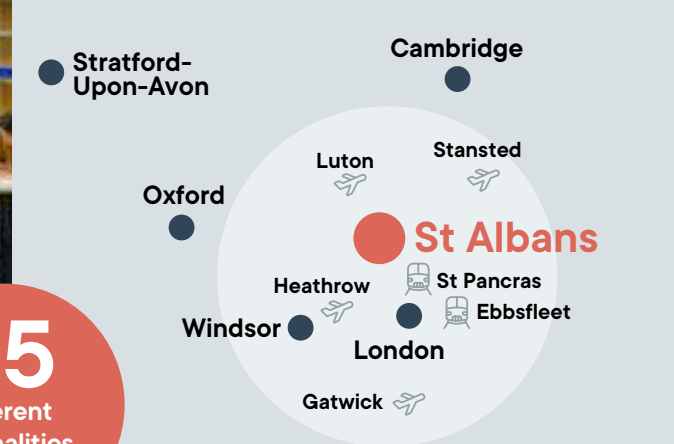 Stratford-
Upon-Avon
Cambridge
Luton
Stansted
Oxford
St Albans
Heathrow
St Pancras
Ebbsfleet
Windsor
London
Gatwick
5